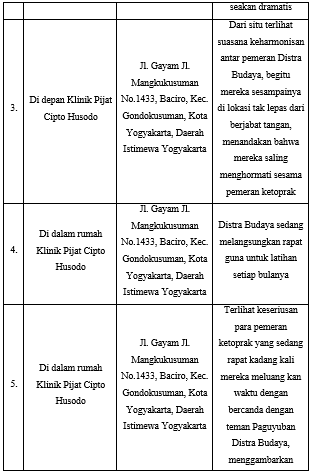 seakan dramatis
3.
Di depan Klinik Pijat
Cipto Husodo
Jl. Gayam Jl.
Mangkukusuman
No.1433, Baciro, Kec.
Gondokusuman, Kota
Yogyakarta, Daerah
Istimewa Yogyakarta
Dari situ terlihat
suasana keharmonisan
antar pemeran Distra
Budaya, begitu
mereka sesampainya
di lokasi tak lepas dari
berjabat tangan,
menandakan bahwa
mereka saling
menghormati sesama
pemeran ketoprak
4.
Di dalam rumah
Klinik Pijat Cipto
Husodo
Jl. Gayam Jl.
Mangkukusuman
No.1433, Baciro, Kec.
Gondokusuman, Kota
Yogyakarta, Daerah
Istimewa Yogyakarta
Distra Budaya sedang
melangsungkan rapat
guna untuk latihan
setiap bulanya
5.
Di dalam rumah
Klinik Pijat Cipto
Husodo
Jl. Gayam Jl.
Mangkukusuman
No.1433, Baciro, Kec.
Gondokusuman, Kota
Yogyakarta, Daerah
Istimewa Yogyakarta
Terlihat keseriusan
para pemeran
ketoprak yang sedang
rapat kadang kali
mereka meluang kan
waktu dengan
bercanda dengan
teman Paguyuban
Distra Budaya,
menggambarkan